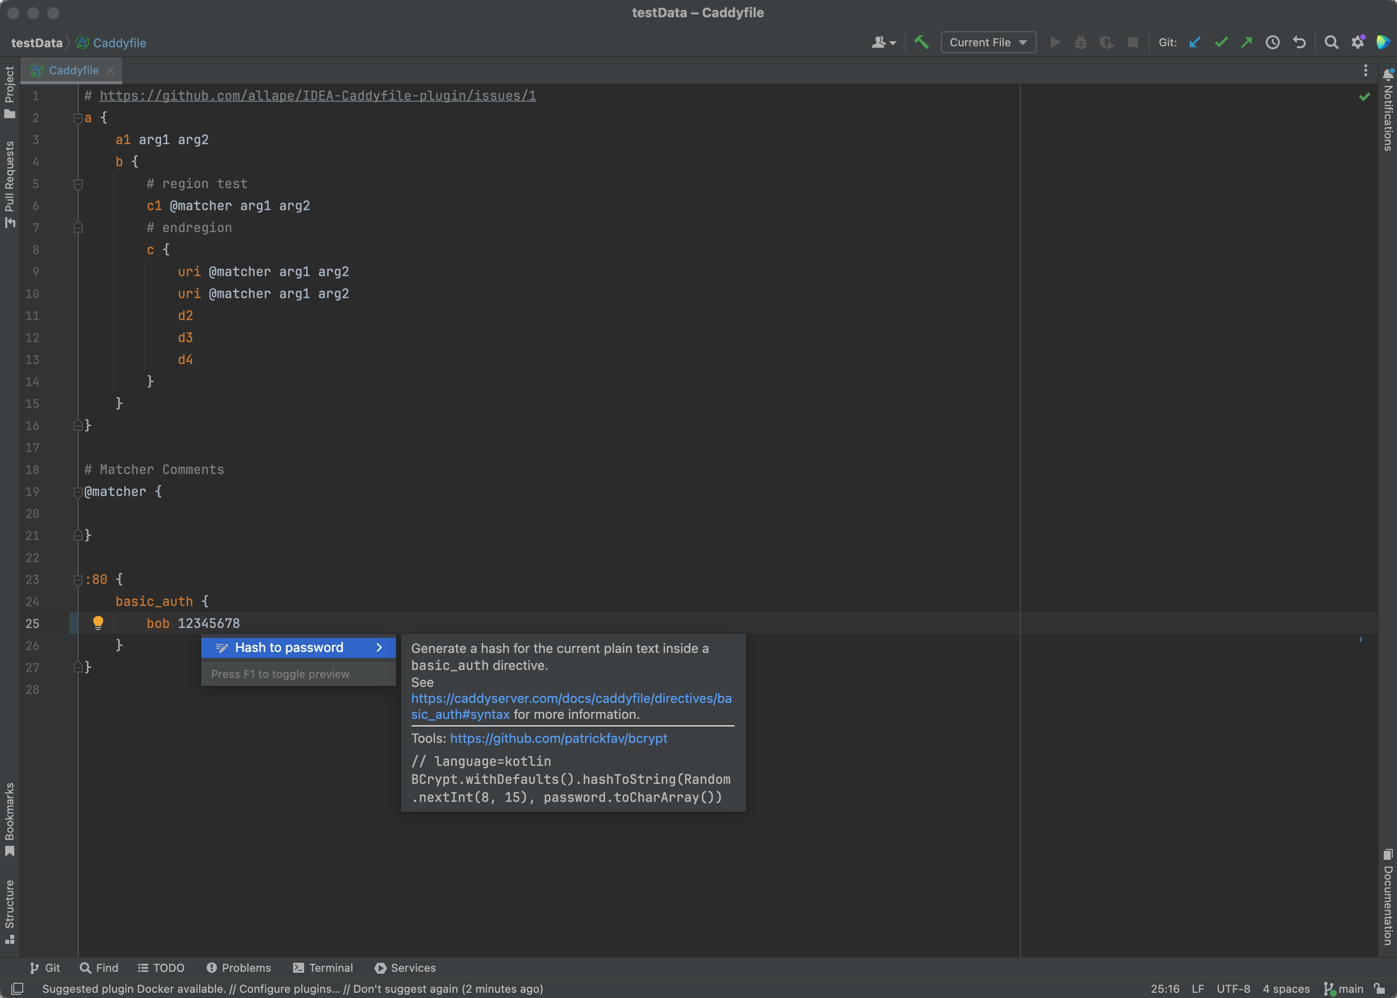 testData – Caddyfile
testData
Caddyfile
Current File
Git:
Caddyfile
Project
Pull Requests
Bookmarks
Structure
Notifications
Documentation
1 # https://github.com/allape/IDEA-Caddyfile-plugin/issues/1
2 a {
3 a1 arg1 arg2
4 b {
5 # region test
6 c1 @matcher arg1 arg2
7 # endregion
8 c {
9 uri @matcher arg1 arg2
10 uri @matcher arg1 arg2
11 d2
12 d3
13 d4
14 }
15 }
16 }
17
18 # Matcher Comments
19 @matcher {
20
21 }
22
23 :80 {
24 basic_auth {
25 bob 12345678
26 }
27 }
28
Hash to password
Press F1 to toggle preview
Generate a hash for the current plain text inside a
basic_auth directive.
See
https://caddyserver.com/docs/caddyfile/directives/ba
sic_auth#syntax for more information.
Tools: https://github.com/patrickfav/bcrypt
// language=kotlin
BCrypt.withDefaults().hashToString(Random
.nextInt(8, 15), password.toCharArray())
Git
Find
TODO
Problems
Terminal
Services
Suggested plugin Docker available. // Configure plugins... // Don't suggest again (2 minutes ago)
25:16
LF
UTF-8
4 spaces
main